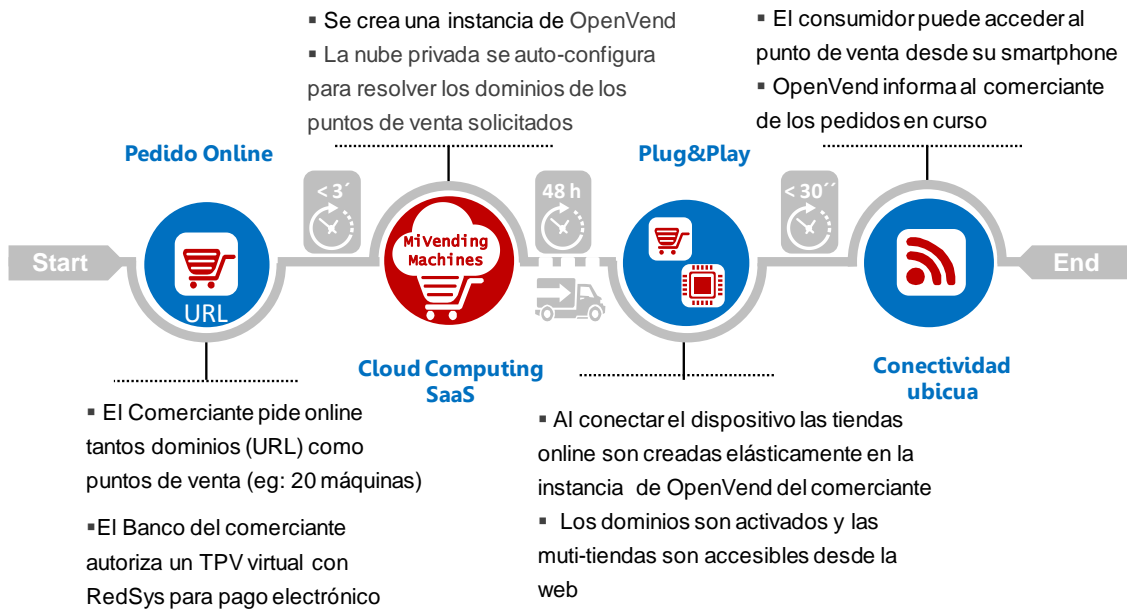 ▪ Se crea una instancia de OpenVend
▪ La nube privada se auto-configura
para resolver los dominios de los
puntos de venta solicitados
▪ El consumidor puede acceder al
punto de venta desde su smartphone
▪ OpenVend informa al comerciante
de los pedidos en curso
Pedido Online
Plug&Play
< 3´
48 h
< 30´´
Start
MiVending
Machines
End
URL
Cloud Computing
SaaS
Conectividad
ubicua
▪ El Comerciante pide online
tantos dominios (URL) como
puntos de venta (eg: 20 máquinas)
▪El Banco del comerciante
autoriza un TPV virtual con
RedSys para pago electrónico
▪ Al conectar el dispositivo las tiendas
online son creadas elásticamente en la
instancia de OpenVend del comerciante
▪ Los dominios son activados y las
muti-tiendas son accesibles desde la
web